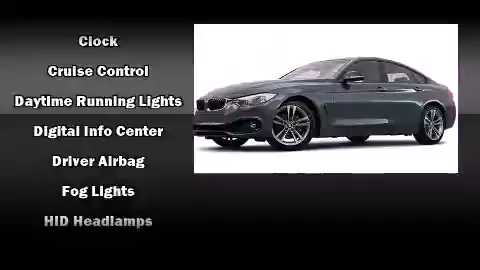 Clock
Cruise Control
Daytime Running Lights
Digital Info Center
Driver Airbag
Fog Lights
HID Headlamps